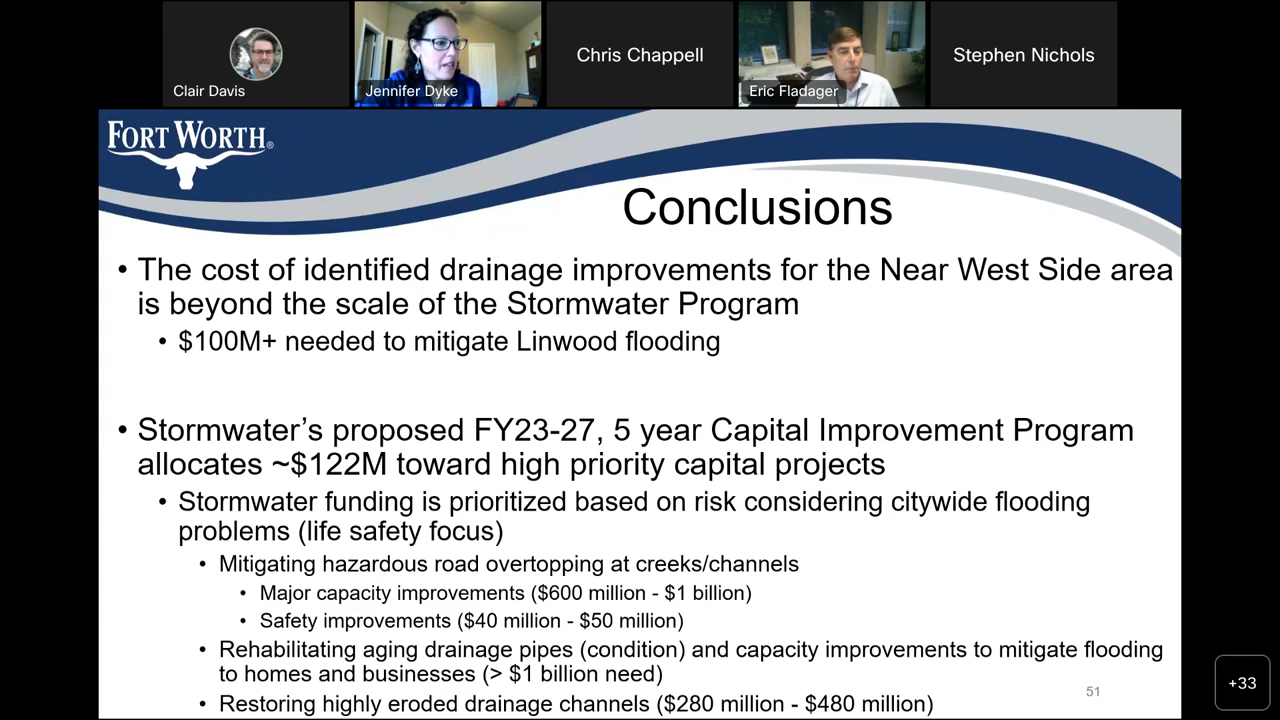 Clair Davis
Jennifer Dyke
Chris Chappell
Eric Fladager
Stephen Nichols
FORT WORTH®
Conclusions
• The cost of identified drainage improvements for the Near West Side area
is beyond the scale of the Stormwater Program
• $100M+ needed to mitigate Linwood flooding
• Stormwater’s proposed FY23-27, 5 year Capital Improvement Program
allocates ~$122M toward high priority capital projects
• Stormwater funding is prioritized based on risk considering citywide flooding
problems (life safety focus)
• Mitigating hazardous road overtopping at creeks/channels
• Major capacity improvements ($600 million - $1 billion)
• Safety improvements ($40 million - $50 million)
• Rehabilitating aging drainage pipes (condition) and capacity improvements to mitigate flooding
to homes and businesses (> $1 billion need)
• Restoring highly eroded drainage channels ($280 million - $480 million)
51
+33